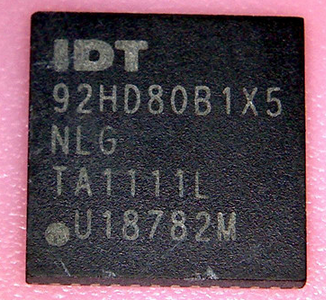 IDT
92HD80B1X5
NLG
TA1111L
U18782M